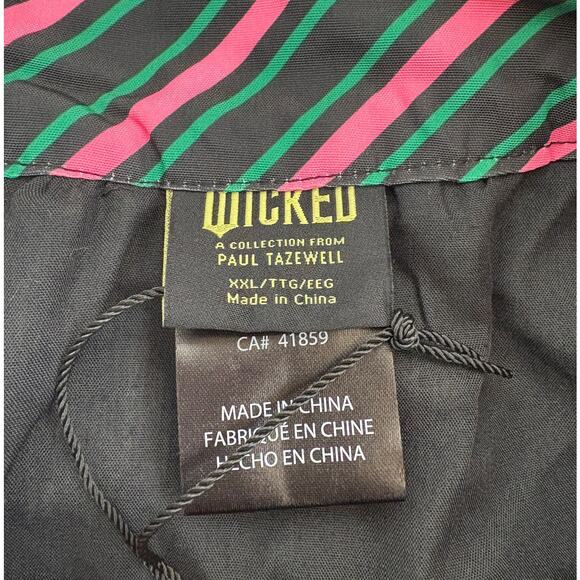 WICKED
A COLLECTION FROM
PAUL TAZEWELL
XXL/TTG/EEG
Made in China
CA# 41859
MADE IN CHINA
FABRIQUÉ EN CHINE
HECHO EN CHINA